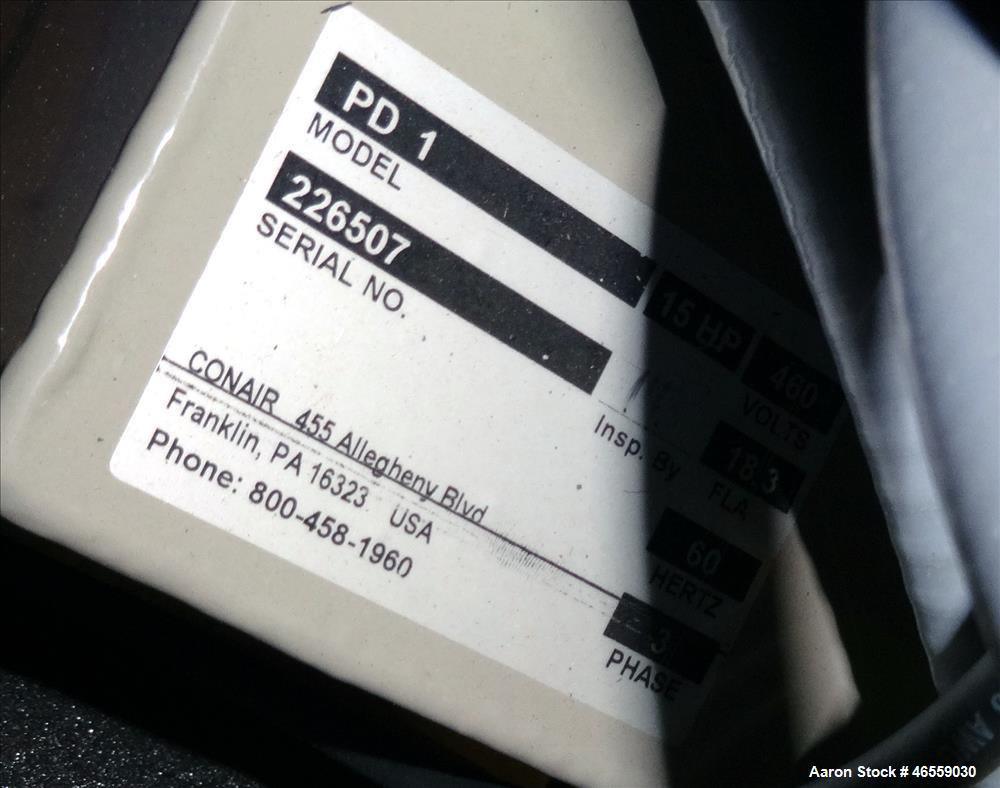 PD 1
MODEL
226507
SERIAL NO.
15 HP
460
VOLTS
Insp. By
18.3
FLA
60
HERTZ
3
PHASE
CONAIR 455 Allegheny Blvd
Franklin, PA 16323 USA
Phone: 800-458-1960
Aaron Stock # 46559030